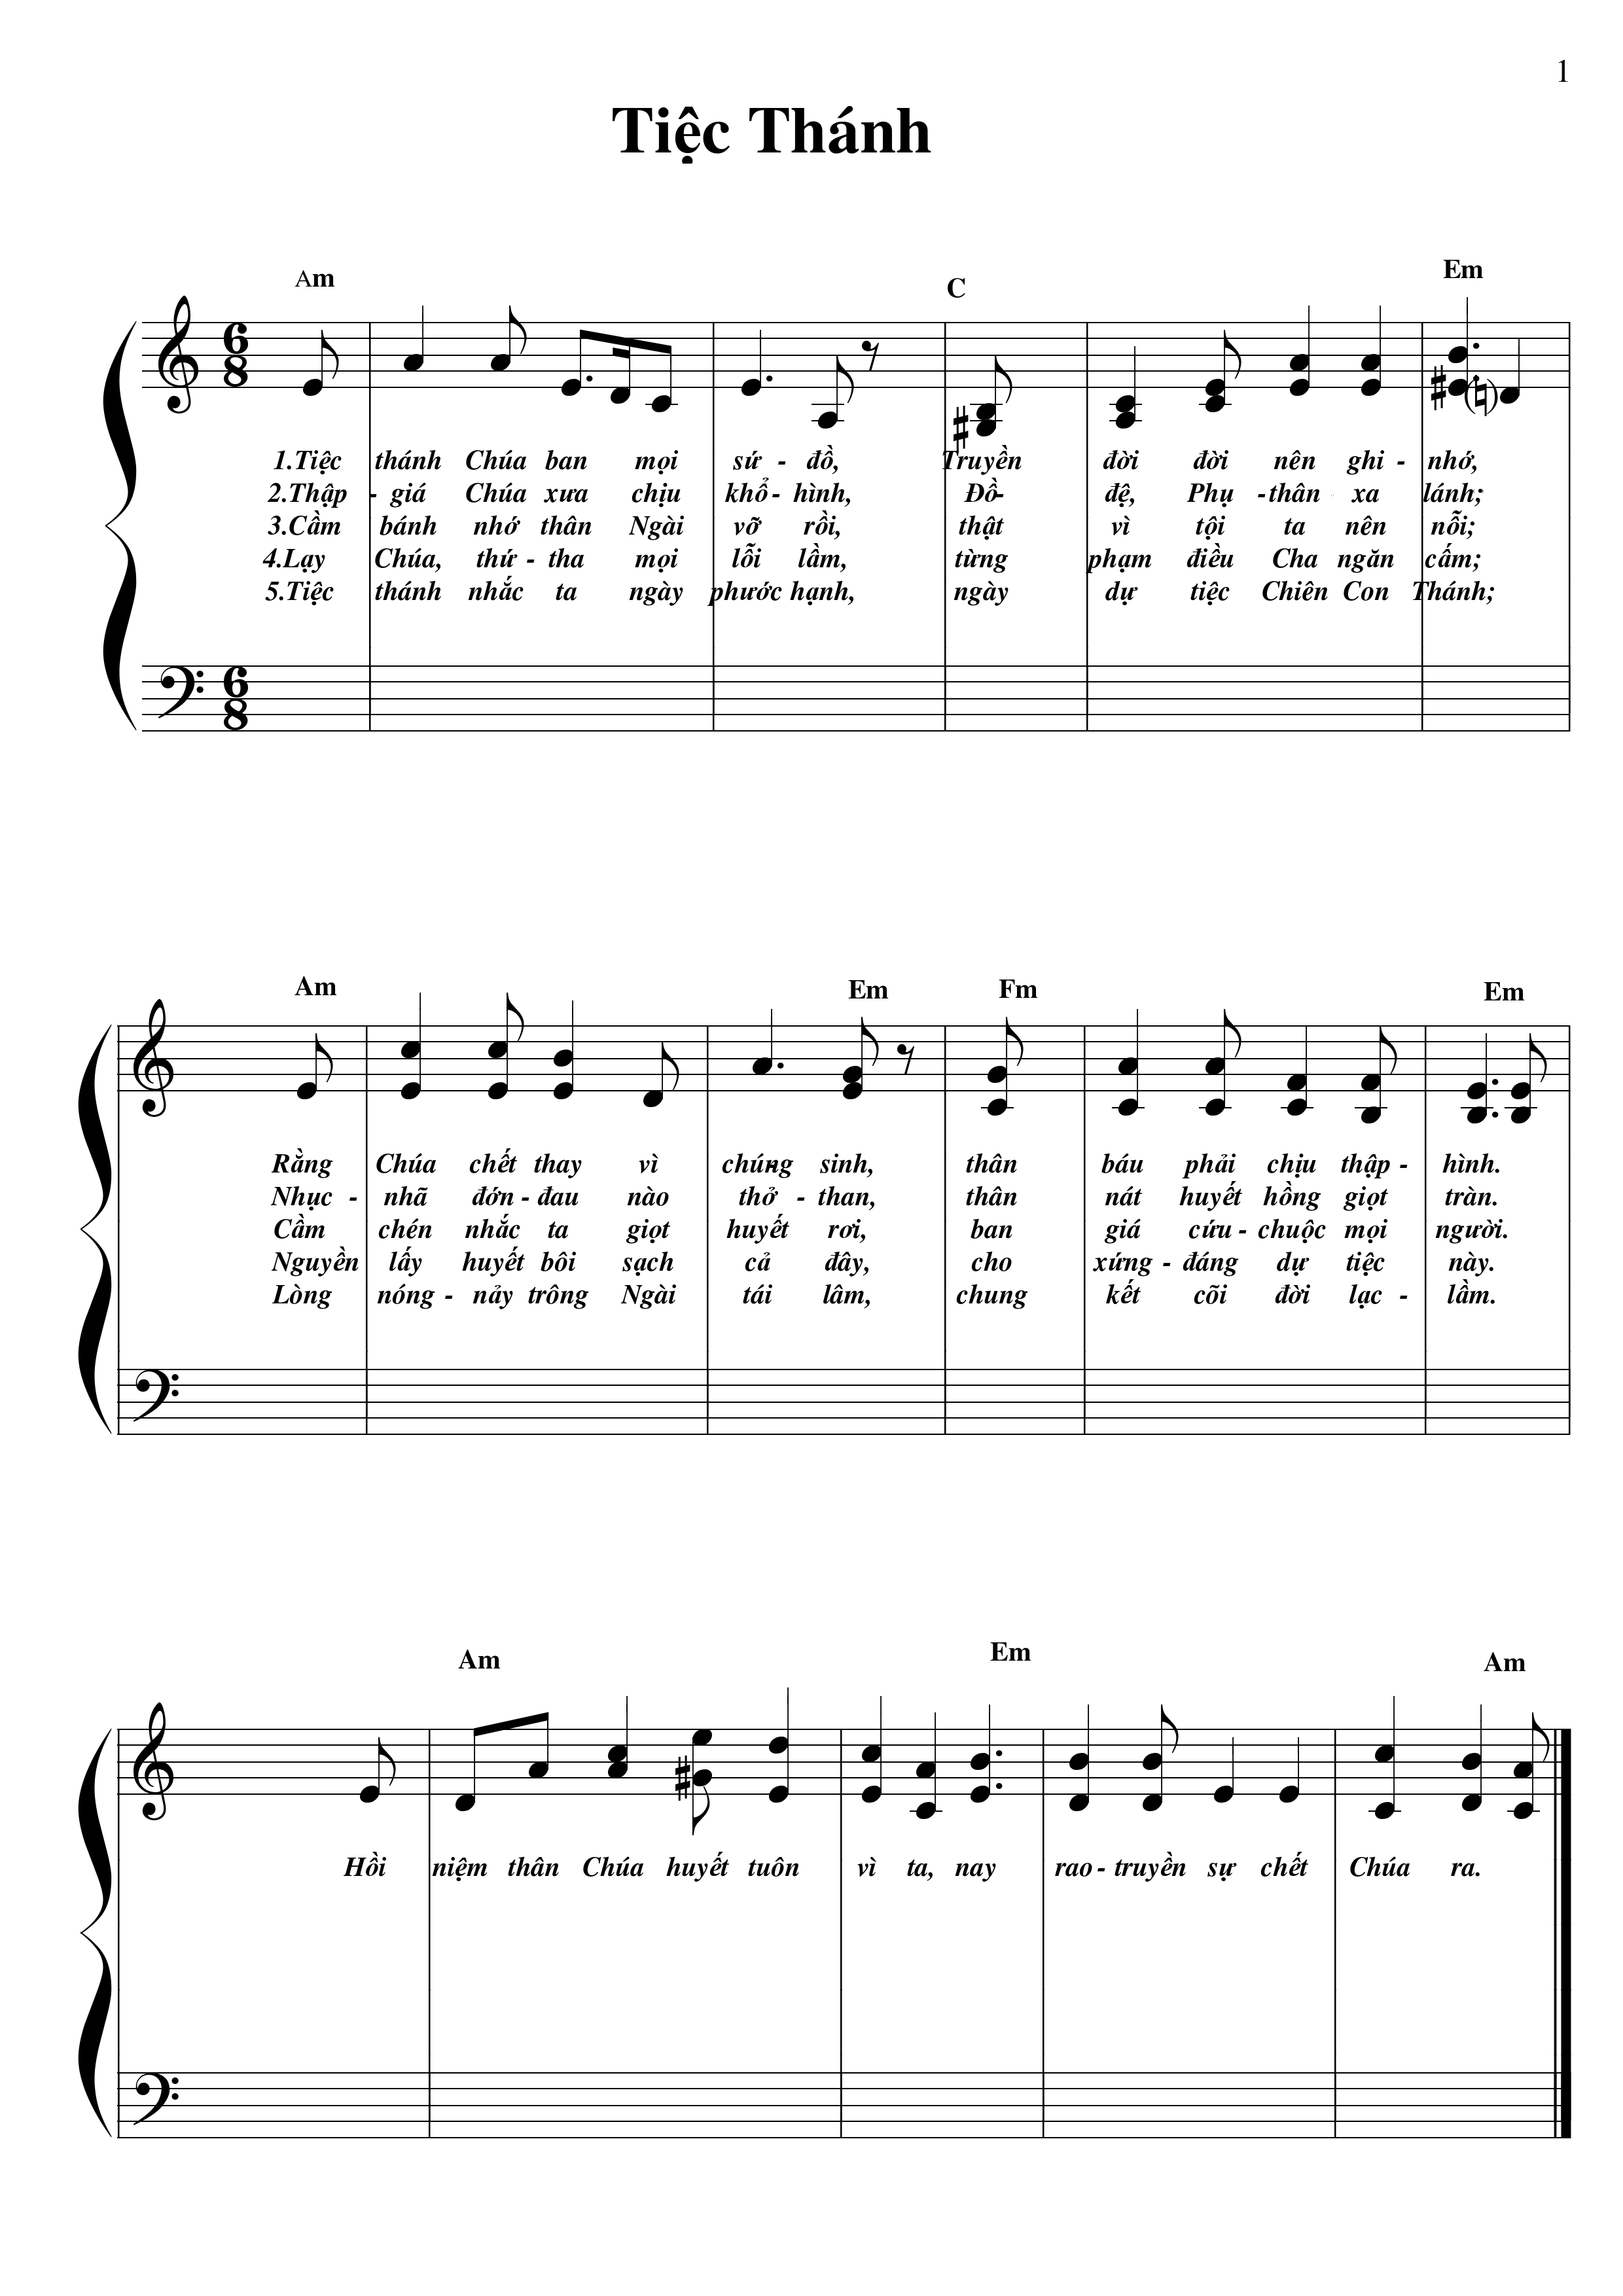 1
Tiệc Thánh
Am C Em
6 8
1.Tiệc thánh Chúa ban mọi sứ - đồ, Truyền đời đời nên ghi - nhớ,
2.Thập - giá Chúa xưa chịu khổ - hình, Đồ- đệ, Phụ -thân xa lánh;
3.Cầm bánh nhớ thân Ngài vỡ rồi, thật vì tội ta nên nỗi;
4.Lạy Chúa, thứ - tha mọi lỗi lầm, từng phạm điều Cha ngăn cấm;
5.Tiệc thánh nhắc ta ngày phước hạnh, ngày dự tiệc Chiên Con Thánh;
6 8
Am Em Fm Em
Rằng Chúa chết thay vì chúng - sinh, thân báu phải chịu thập - hình.
Nhục - nhã đớn - đau nào thở - than, thân nát huyết hồng giọt tràn.
Cầm chén nhắc ta giọt huyết rơi, ban giá cứu - chuộc mọi người.
Nguyền lấy huyết bôi sạch cả đây, cho xứng - đáng dự tiệc này.
Lòng nóng - nảy trông Ngài tái lâm, chung kết cõi đời lạc - lầm.
Am Em Am
Hồi niệm thân Chúa huyết tuôn vì ta, nay rao - truyền sự chết Chúa ra.